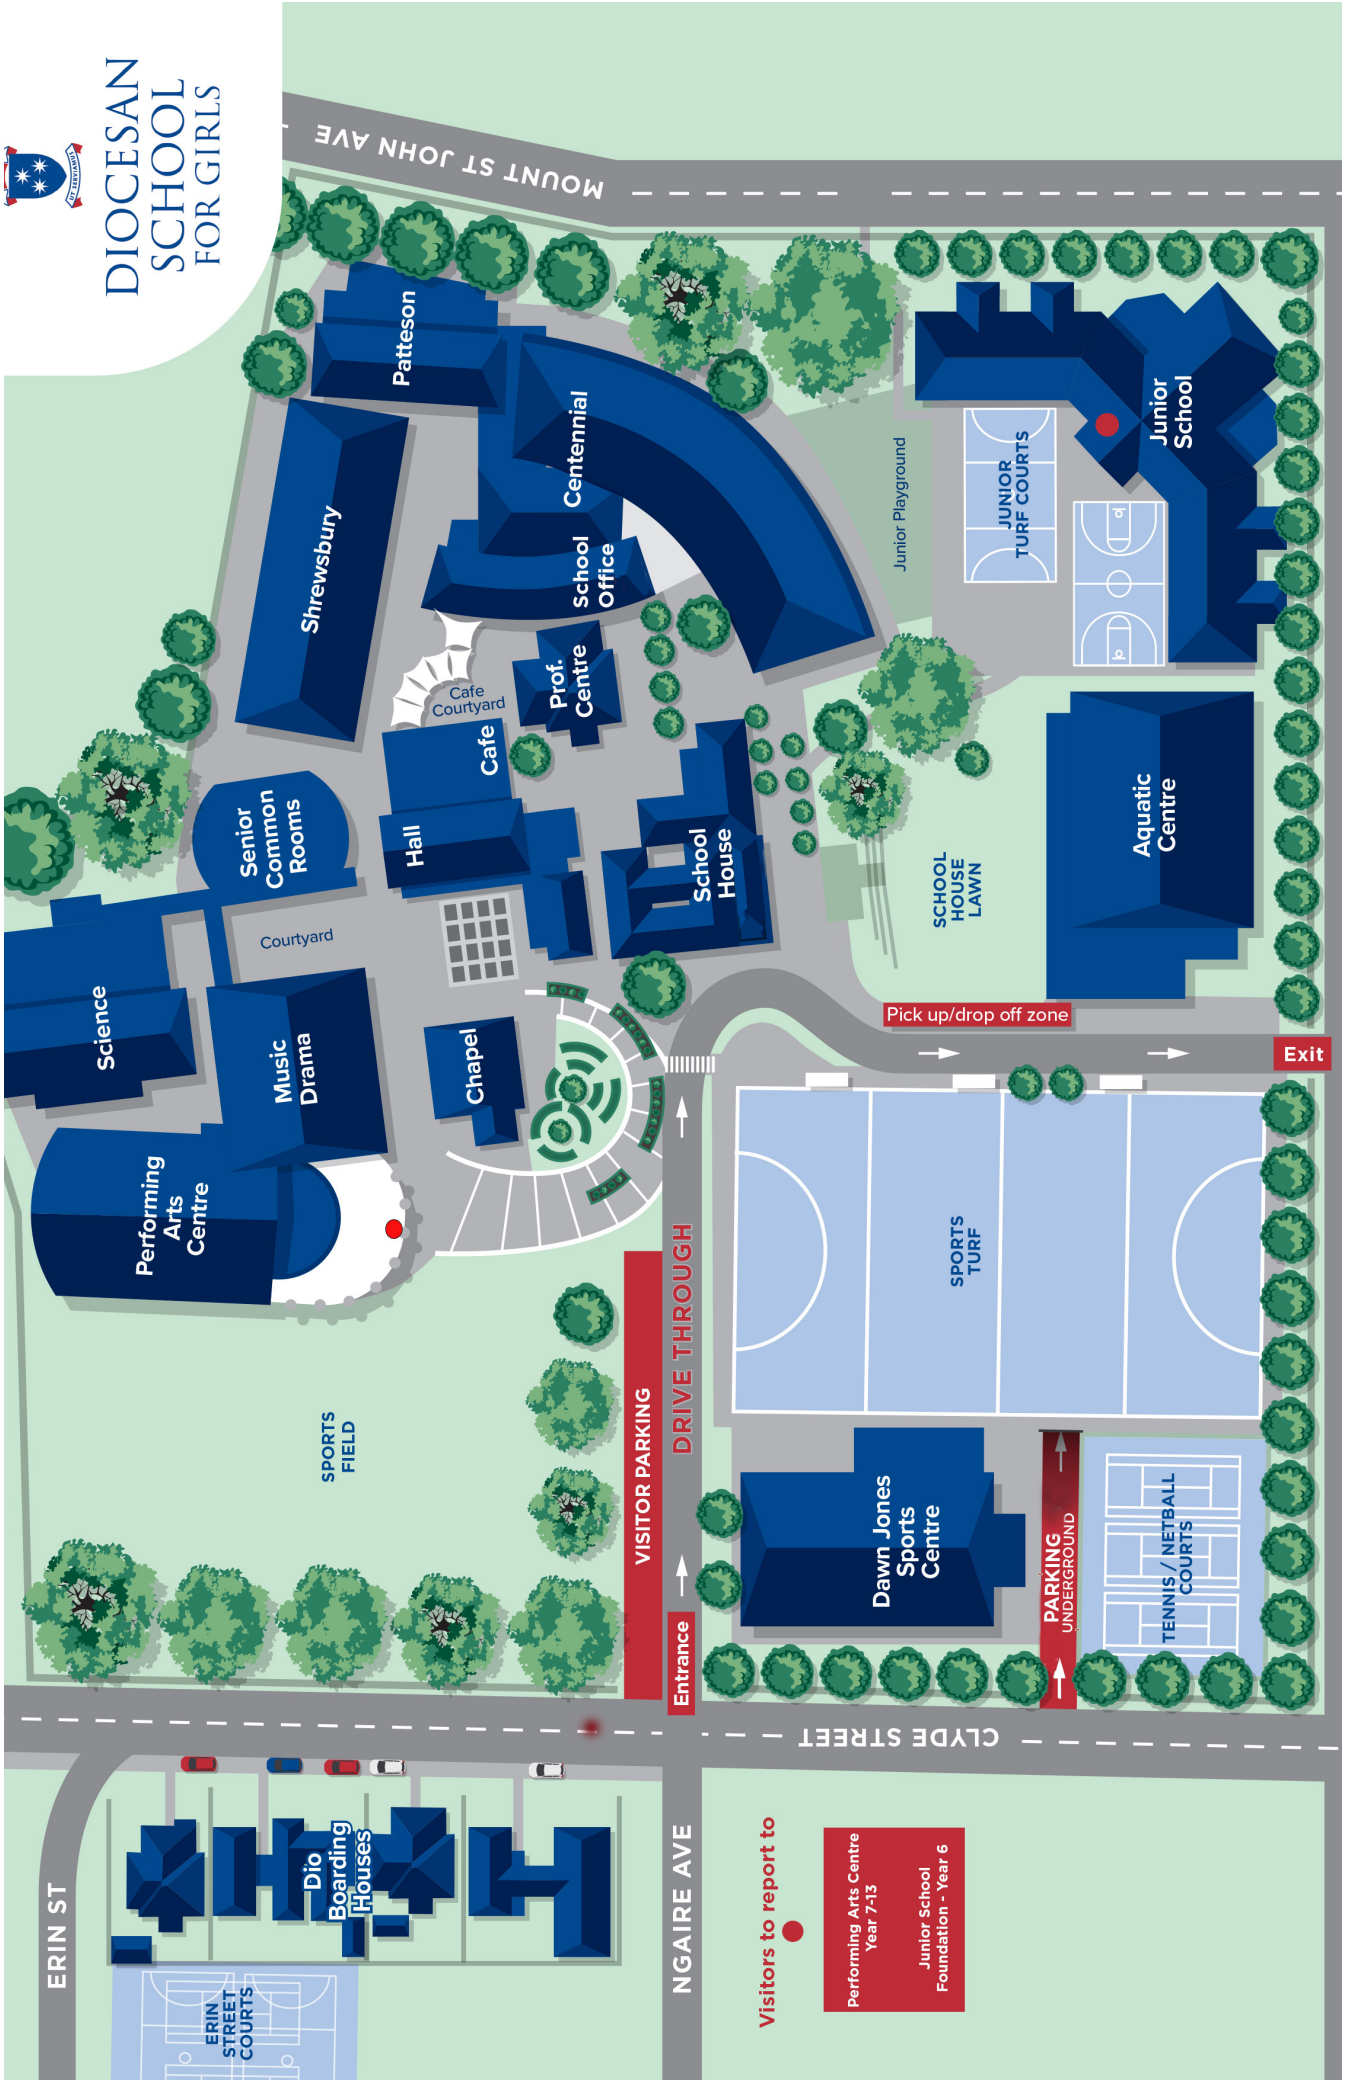 DIOCESAN
SCHOOL
FOR GIRLS
UT SERVIAMUS
MOUNT ST JOHN AVE
Patteson
Centennial
Shrewsbury
School
Office
Prof.
Centre
Cafe
Courtyard
Cafe
Hall
Senior
Common
Rooms
School
House
Junior Playground
JUNIOR
TURF COURTS
Junior
School
Aquatic
Centre
SCHOOL
HOUSE
LAWN
Courtyard
Science
Music
Drama
Chapel
Performing
Arts
Centre
Pick up/drop off zone
Exit
SPORTS
TURF
DRIVE THROUGH
VISITOR PARKING
SPORTS
FIELD
Entrance
Dawn Jones
Sports
Centre
PARKING
UNDERGROUND
TENNIS / NETBALL
COURTS
CLYDE STREET
Dio
Boarding
Houses
ERIN ST
ERIN
STREET
COURTS
NGAIRE AVE
Visitors to report to
Performing Arts Centre
Year 7-13
Junior School
Foundation - Year 6